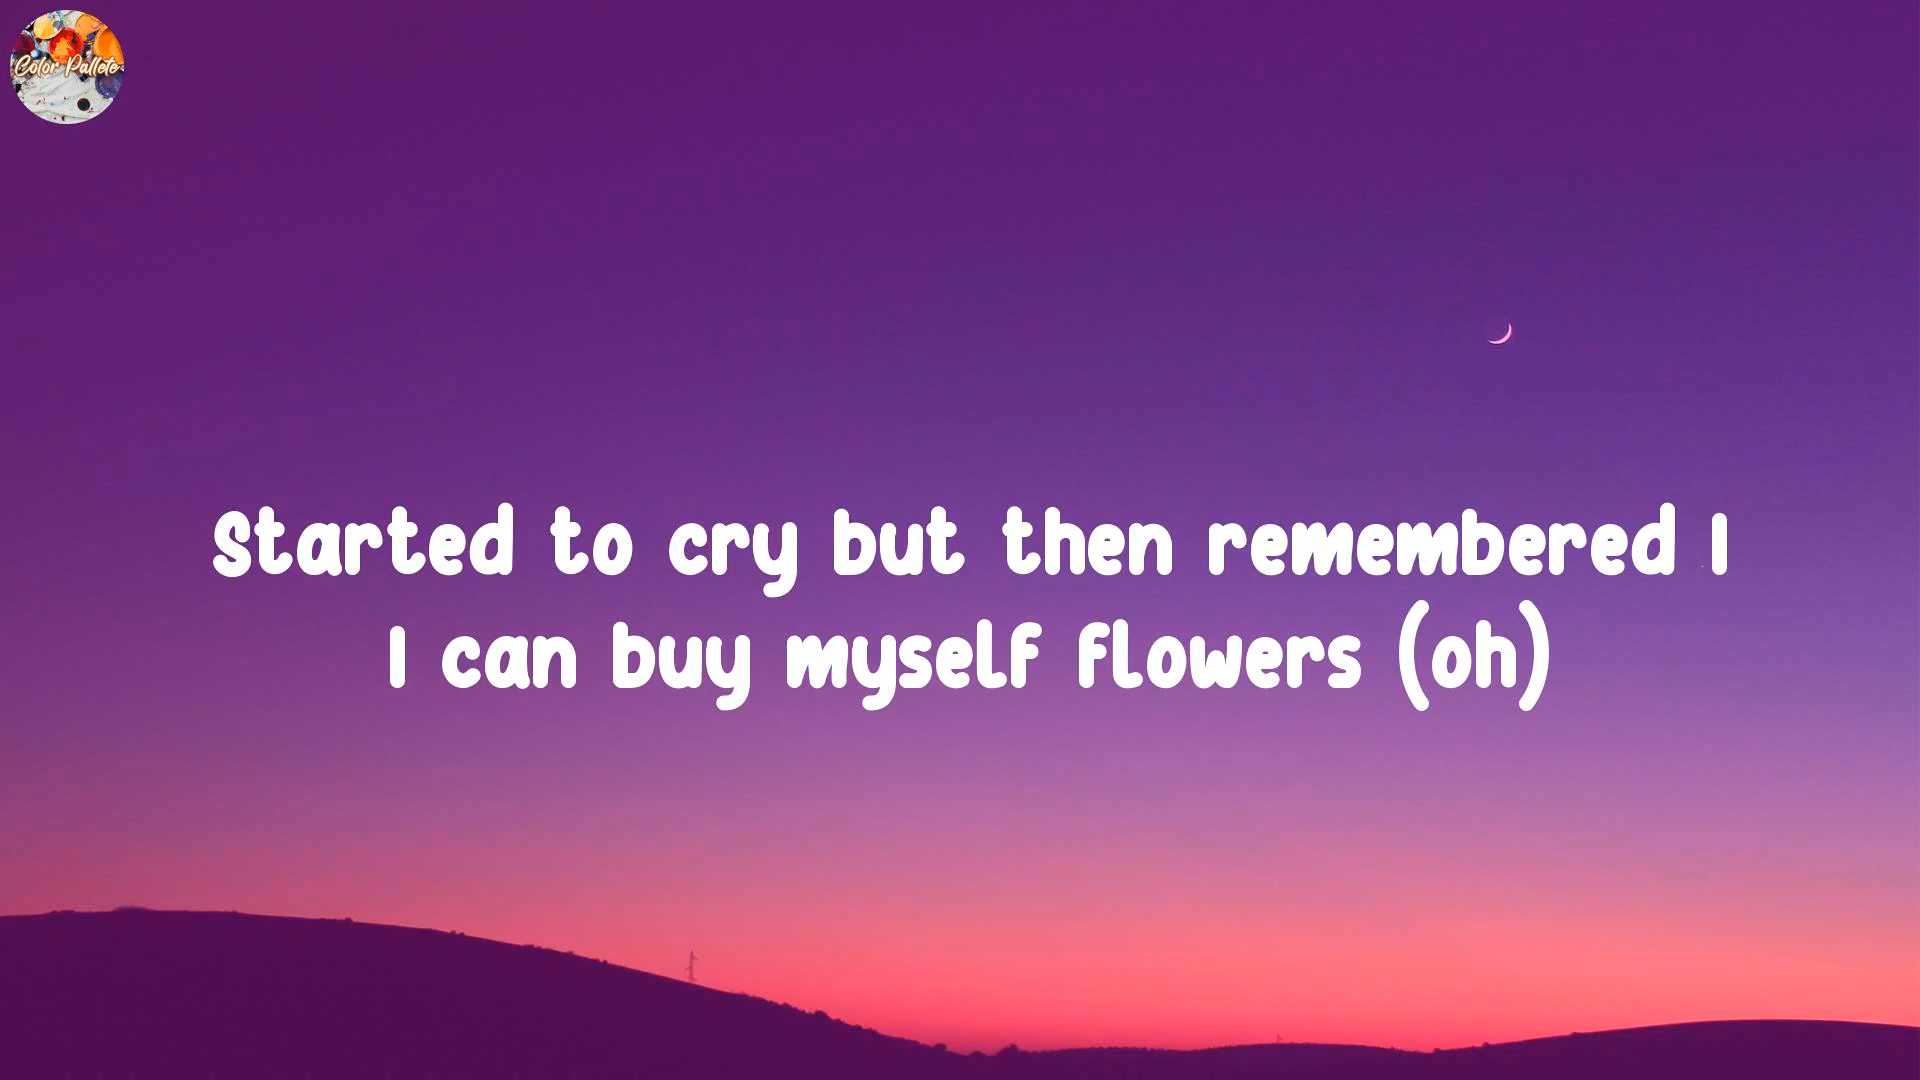 Color Pallete
Started to cry but then remembered I
I can buy myself flowers (oh)